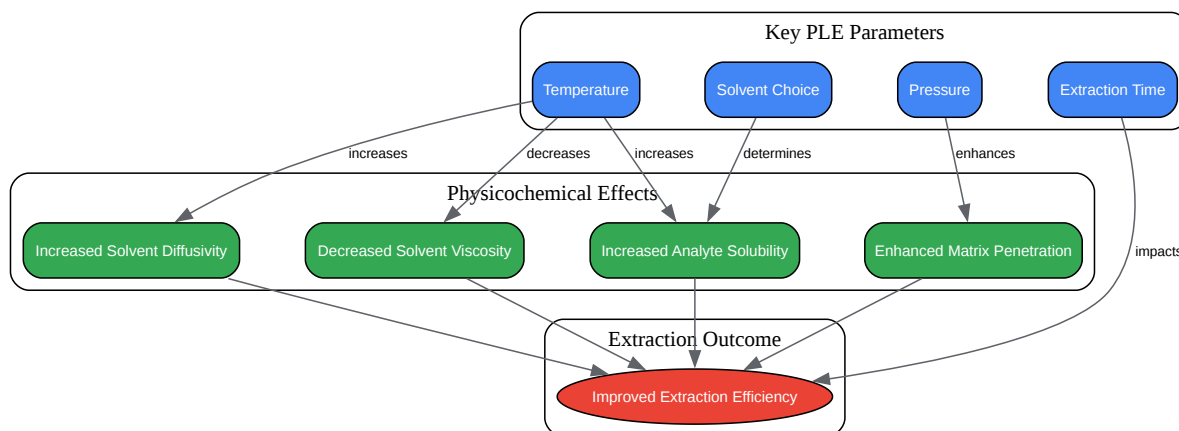 Key PLE Parameters
Temperature
Solvent Choice
Pressure
Extraction Time
increases
decreases
increases
determines
enhances
Physicochemical Effects
Increased Solvent Diffusivity
Decreased Solvent Viscosity
Increased Analyte Solubility
Enhanced Matrix Penetration
impacts
Extraction Outcome
Improved Extraction Efficiency